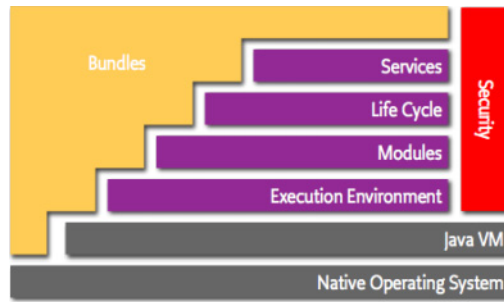 Bundles
Services
Life Cycle
Modules
Execution Environment
Security
Java VM
Native Operating System